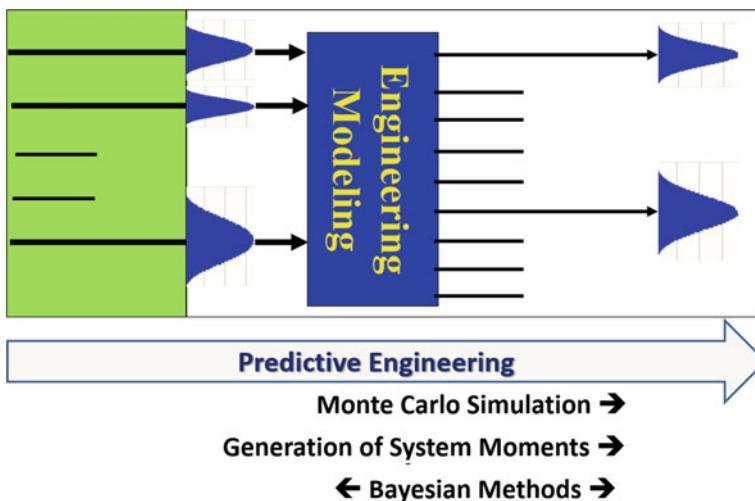 Engineering
Modeling
Predictive Engineering
Monte Carlo Simulation →
Generation of System Moments →
← Bayesian Methods →